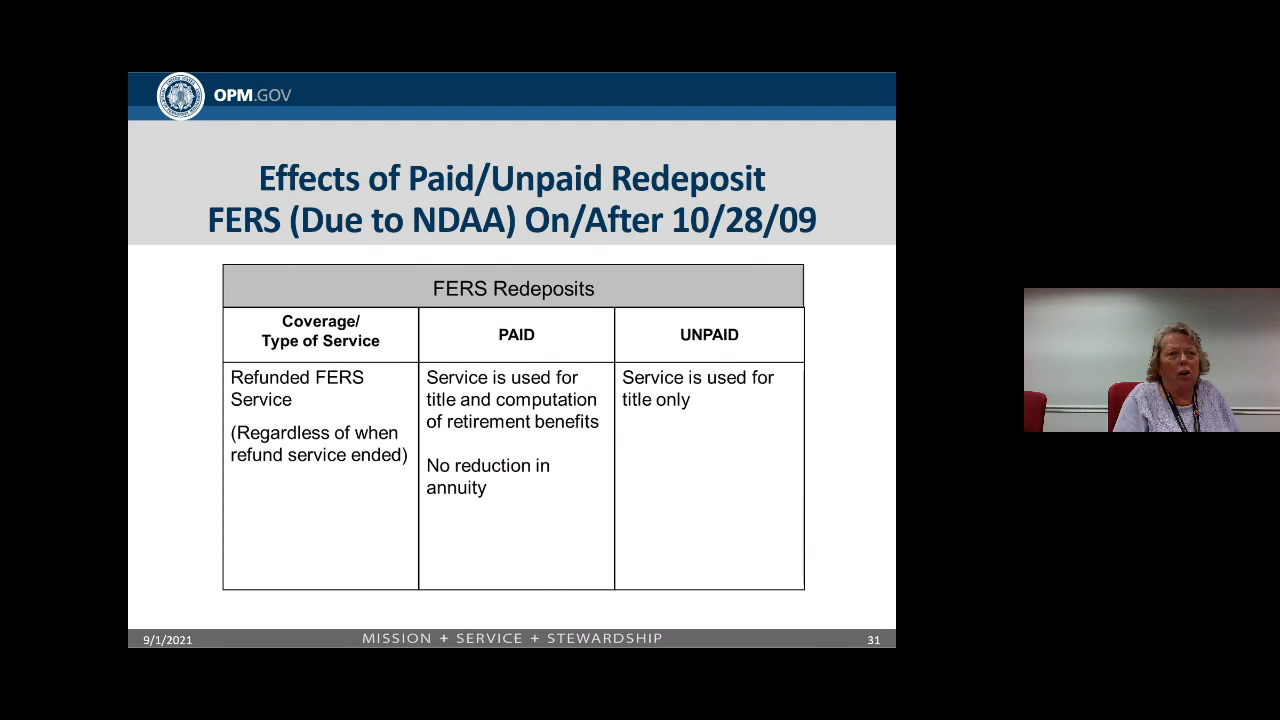 OPM.GOV
Effects of Paid/Unpaid Redeposit
FERS (Due to NDAA) On/After 10/28/09
FERS Redeposits
Coverage/
Type of Service
PAID
UNPAID
Refunded FERS
Service
(Regardless of when
refund service ended)
Service is used for
title and computation
of retirement benefits
No reduction in
annuity
Service is used for
title only
9/1/2021
MISSION + SERVICE + STEWARDSHIP
31